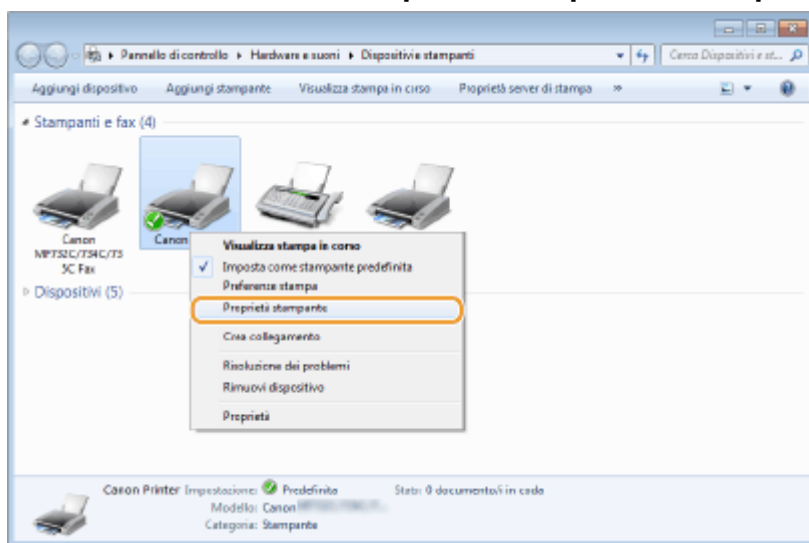 Pannello di controllo ▸ Hardware e suoni ▸ Dispositivi e stampanti
Cerca Dispositivi e st...
Aggiungi dispositivo Aggiungi stampante Visualizza stampa in corso Proprietà server di stampa »
Stampanti e fax (4)
Canon
MF732C/734C/73
5C Fax
Canon
Visualizza stampa in corso
Imposta come stampante predefinita
Preferenze stampa
Proprietà stampante
Crea collegamento
Risoluzione dei problemi
Rimuovi dispositivo
Proprietà
Dispositivi (5)
Canon Printer Impostazione: Predefinita Stato: 0 documento/i in coda
Modello: Canon
Categoria: Stampante